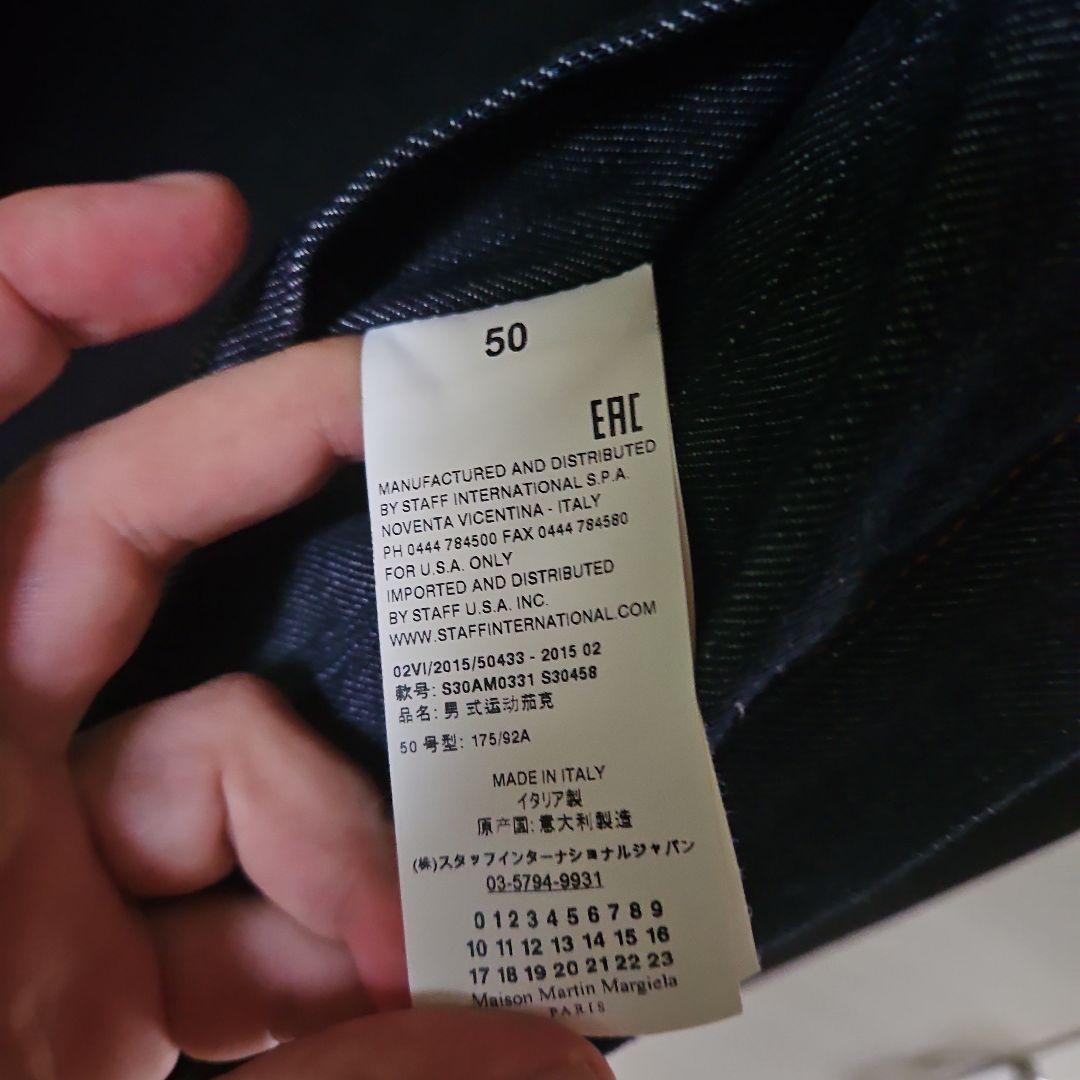 50
EAC
MANUFACTURED AND DISTRIBUTED
BY STAFF INTERNATIONAL S.P.A.
NOVENTA VICENTINA - ITALY
PH 0444 784500 FAX 0444 784580
FOR U.S.A. ONLY
IMPORTED AND DISTRIBUTED
BY STAFF U.S.A. INC.
WWW.STAFFINTERNATIONAL.COM
02VI/2015/50433 - 2015 02
款号: S30AM0331 S30458
品名: 男 式运动茄克
50 号型: 175/92A
MADE IN ITALY
イタリア製
原产国: 意大利製造
(株)スタッフインターナショナルジャパン
03-5794-9931
0 1 2 3 4 5 6 7 8 9
10 11 12 13 14 15 16
17 18 19 20 21 22 23
Maison Martin Margiela
PARIS